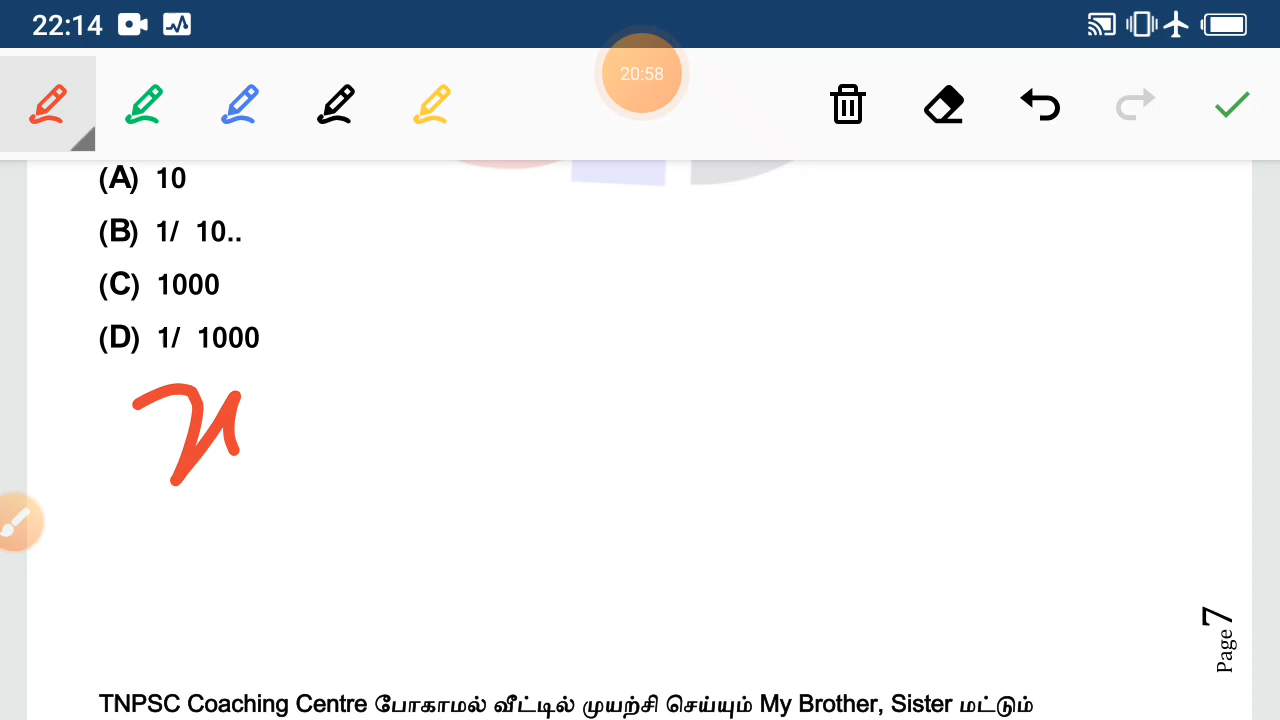 22:14
20:58
(A) 10
(B) 1/ 10..
(C) 1000
(D) 1/ 1000
Page 7
TNPSC Coaching Centre போகாமல் வீட்டில் முயற்சி செய்யும் My Brother, Sister மட்டும்